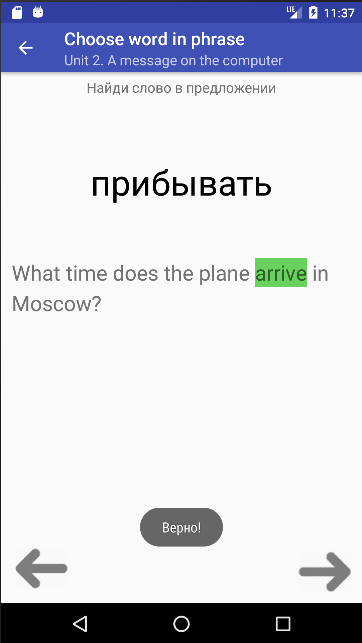 LTE 11:37
Choose word in phrase
Unit 2. A message on the computer
Найди слово в предложении
прибывать
What time does the plane arrive in
Moscow?
Верно!